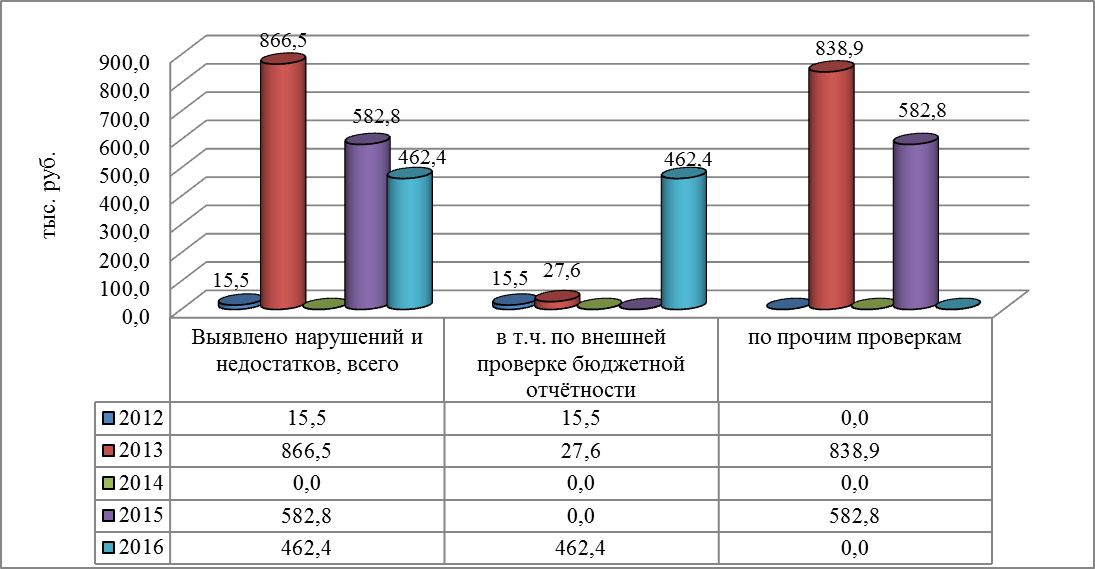 866,5
838,9
582,8
582,8
462,4
462,4
15,5
15,5
27,6
тыс. руб.
900,0
800,0
700,0
600,0
500,0
400,0
300,0
200,0
100,0
0,0
Выявлено нарушений и
недостатков, всего
в т.ч. по внешней
проверке бюджетной
отчётности
по прочим проверкам
2012 15,5 15,5 0,0
2013 866,5 27,6 838,9
2014 0,0 0,0 0,0
2015 582,8 0,0 582,8
2016 462,4 462,4 0,0